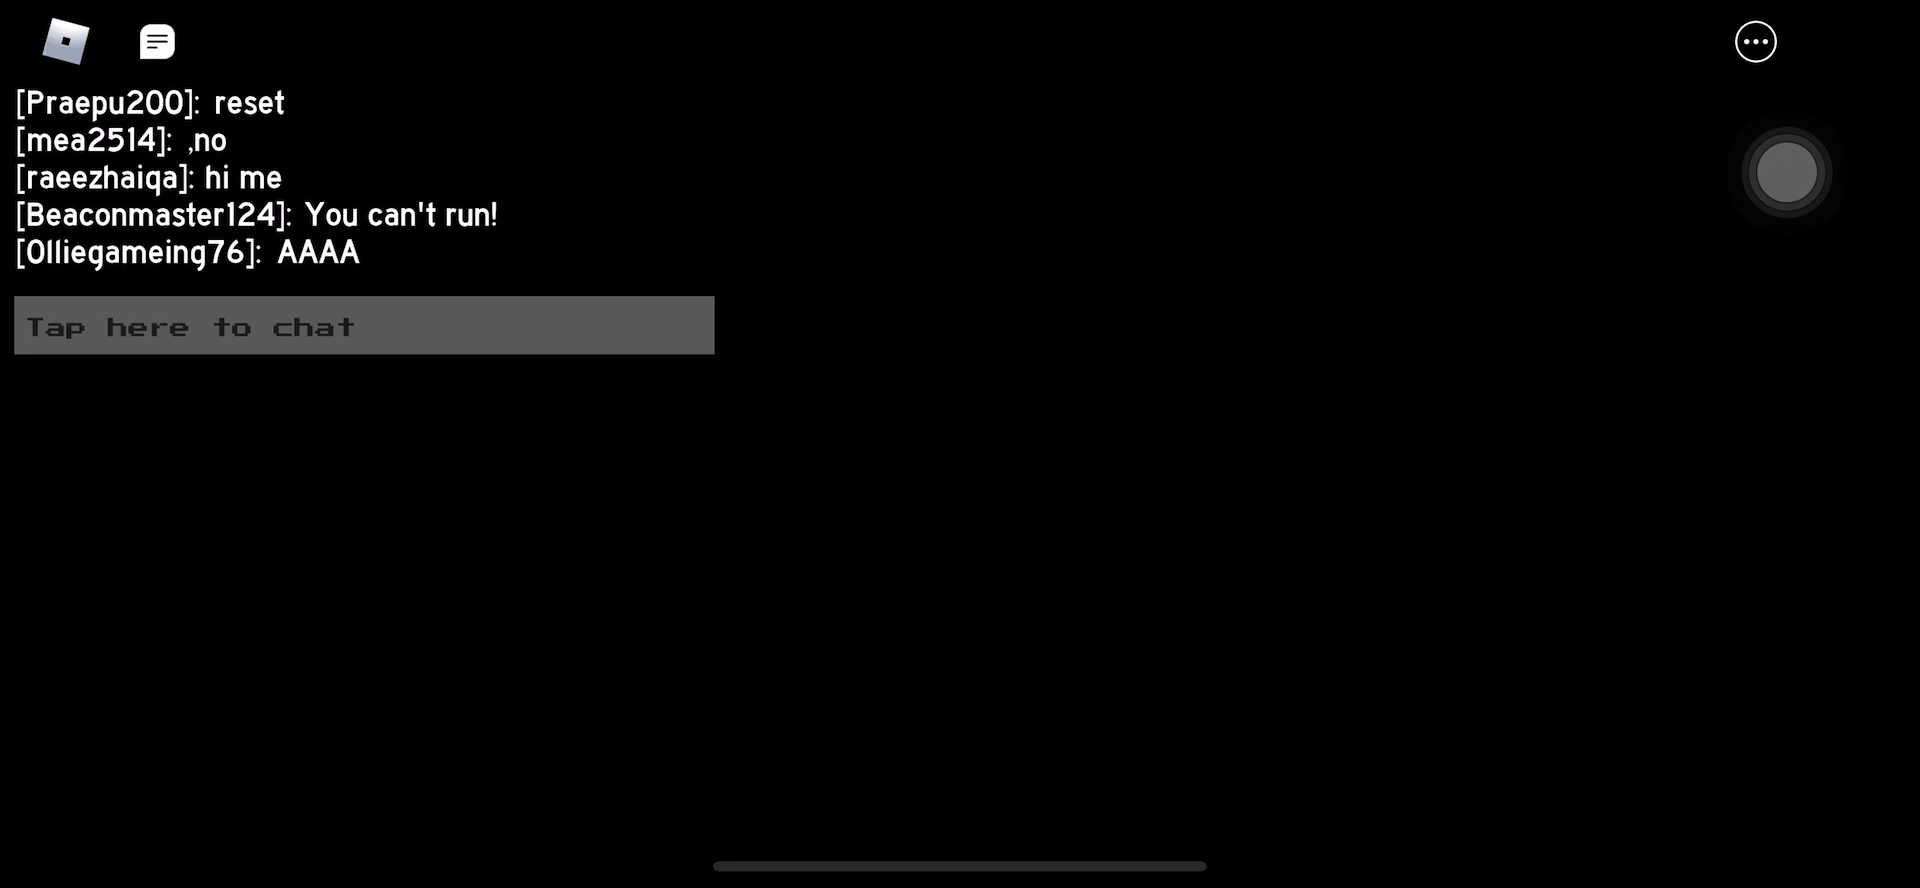 [Praepu200]: reset
[mea2514]: ,no
[raeezhaiqa]: hi me
[Beaconmaster124]: You can't run!
[Olliegameing76]: AAAA
Tap here to chat